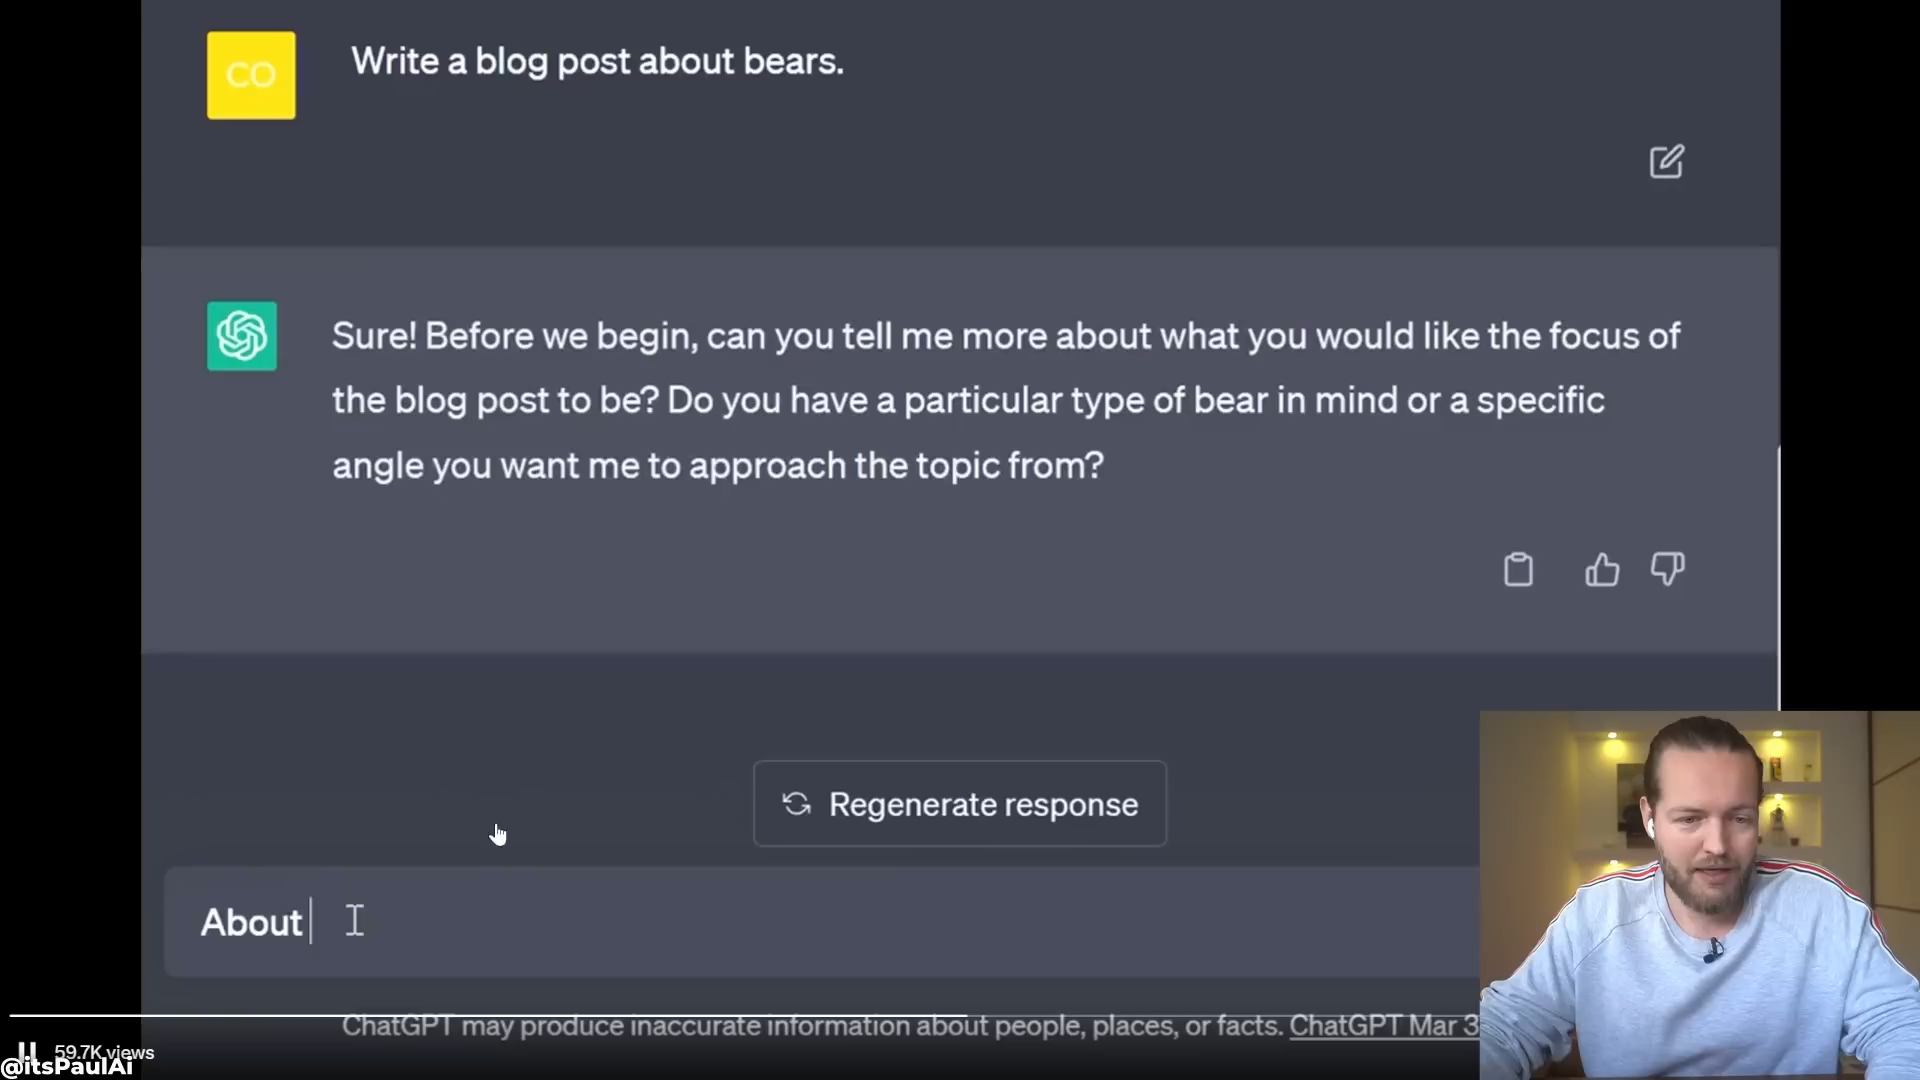 CO
Write a blog post about bears.
Sure! Before we begin, can you tell me more about what you would like the focus of
the blog post to be? Do you have a particular type of bear in mind or a specific
angle you want me to approach the topic from?
Regenerate response
About
ChatGPT may produce inaccurate information about people, places, or facts. ChatGPT Mar 3
59.7K views
@itsPaulAi